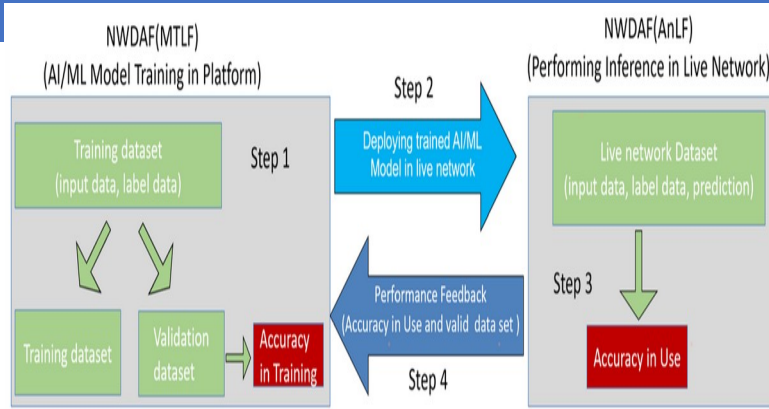 NWDAF(MTLF)
(AI/ML Model Training in Platform)
Training dataset
(input data, label data)
Step 1
Training dataset
Validation
dataset
Accuracy
in Training
Step 2
Deploying trained AI/ML
Model in live network
Performance Feedback
(Accuracy in Use and valid data set )
Step 4
NWDAF(AnLF)
(Performing Inference in Live Network)
Live network Dataset
(input data, label data, prediction)
Step 3
Accuracy in Use